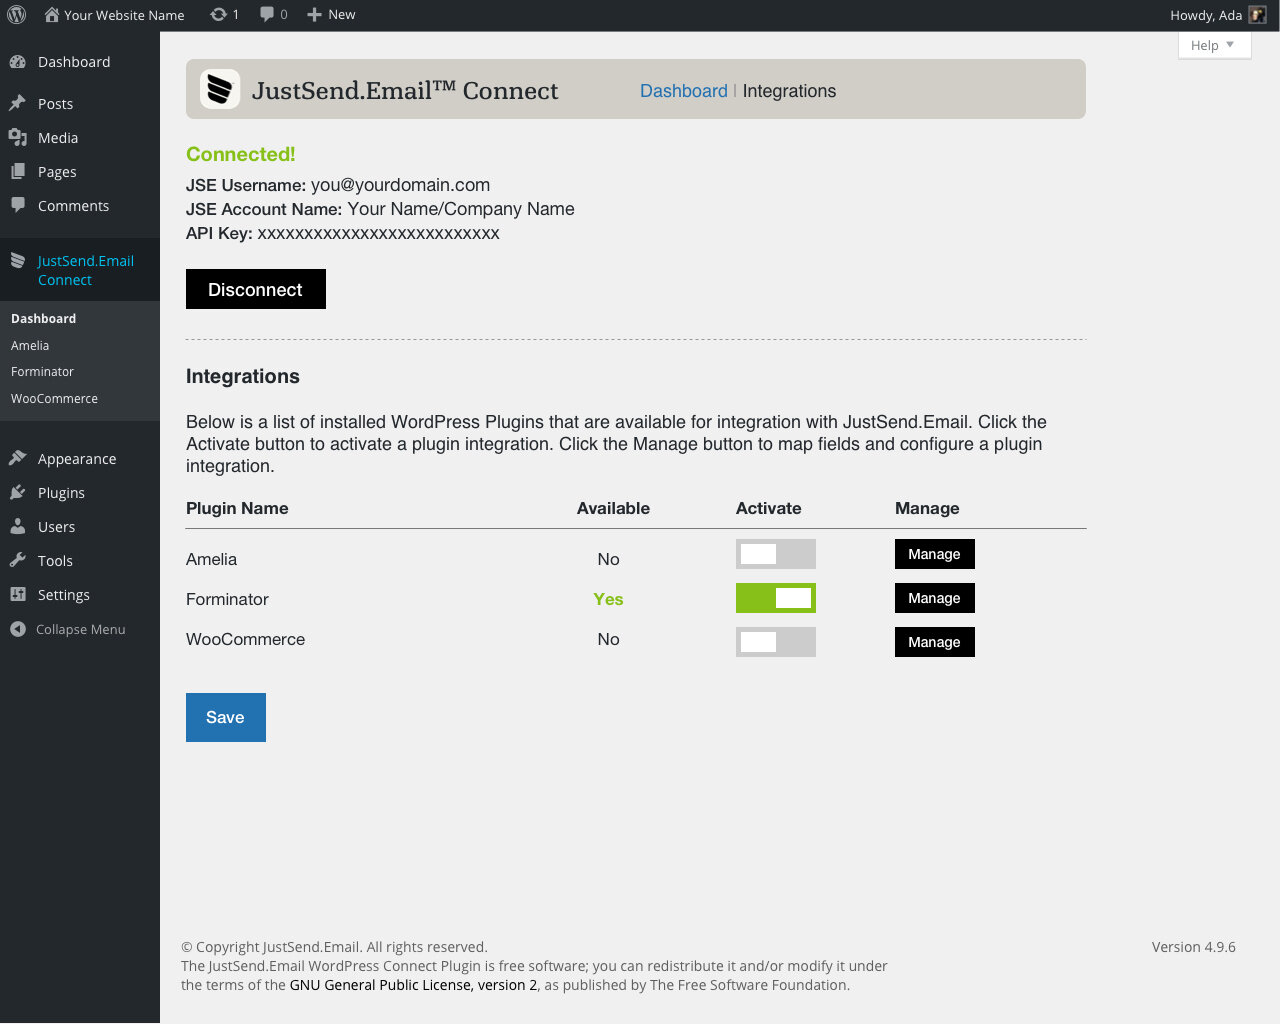 Your Website Name 1 0 New Howdy, Ada
Help
Dashboard
Posts
Media
Pages
Comments
JustSend.Email
Connect
Dashboard
Amelia
Forminator
WooCommerce
Appearance
Plugins
Users
Tools
Settings
Collapse Menu
JustSend.Email™ Connect Dashboard | Integrations
Connected!
JSE Username: you@yourdomain.com
JSE Account Name: Your Name/Company Name
API Key: xxxxxxxxxxxxxxxxxxxxxxxxxx
Disconnect
Integrations
Below is a list of installed WordPress Plugins that are available for integration with JustSend.Email. Click the
Activate button to activate a plugin integration. Click the Manage button to map fields and configure a plugin
integration.
Plugin Name Available Activate Manage
Amelia No Manage
Forminator Yes Manage
WooCommerce No Manage
Save
© Copyright JustSend.Email. All rights reserved. Version 4.9.6
The JustSend.Email WordPress Connect Plugin is free software; you can redistribute it and/or modify it under
the terms of the GNU General Public License, version 2, as published by The Free Software Foundation.